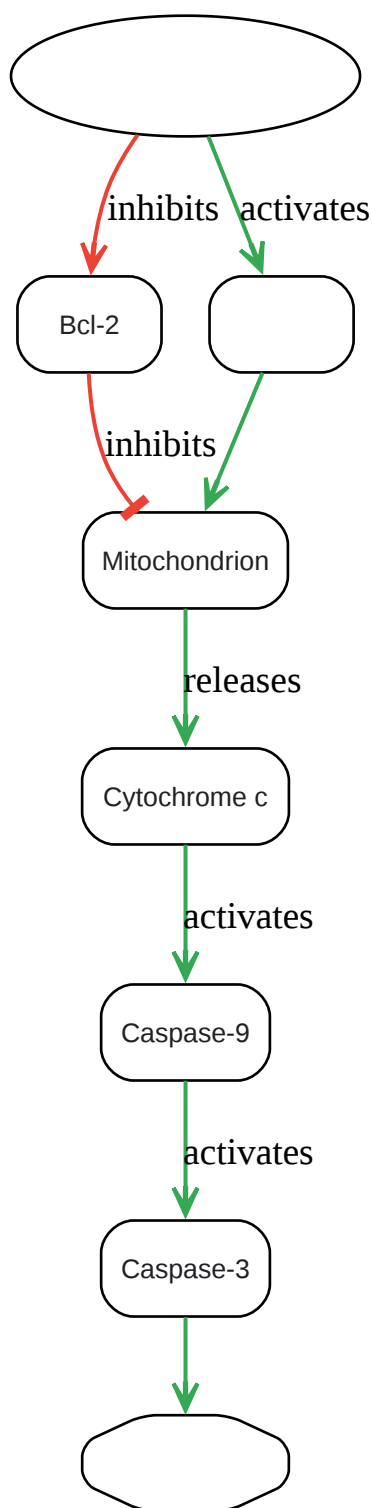 inhibits
activates
Bcl-2
inhibits
Mitochondrion
releases
Cytochrome c
activates
Caspase-9
activates
Caspase-3